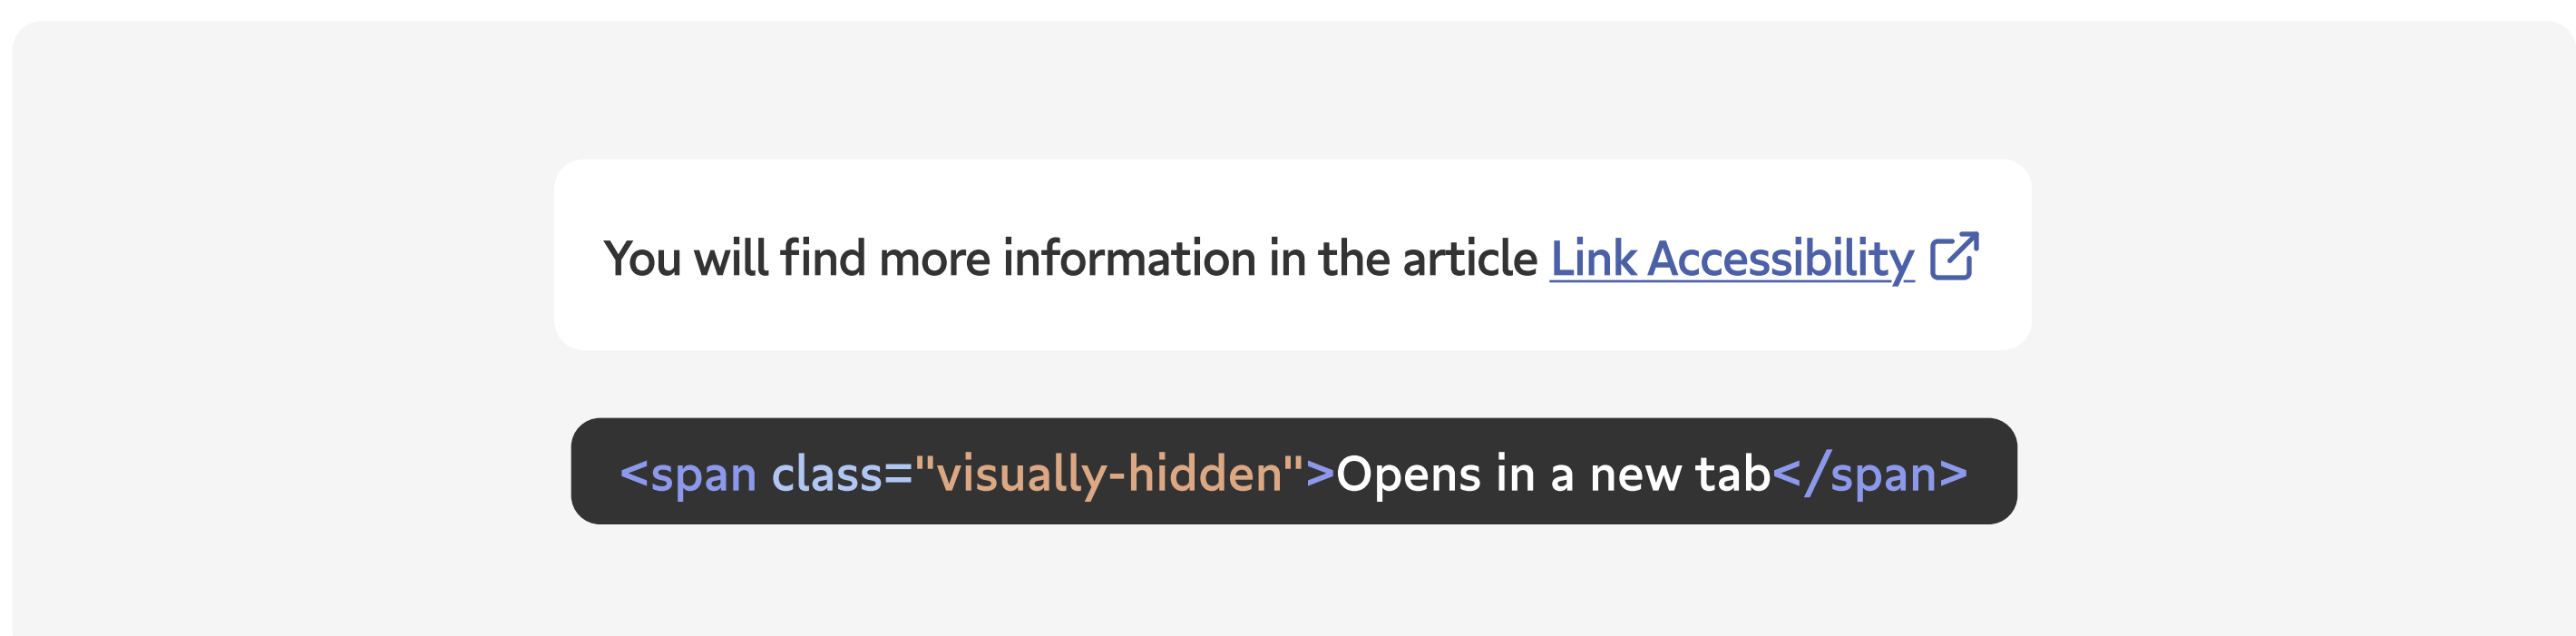 You will find more information in the article Link Accessibility
<span class="visually-hidden">Opens in a new tab</span>